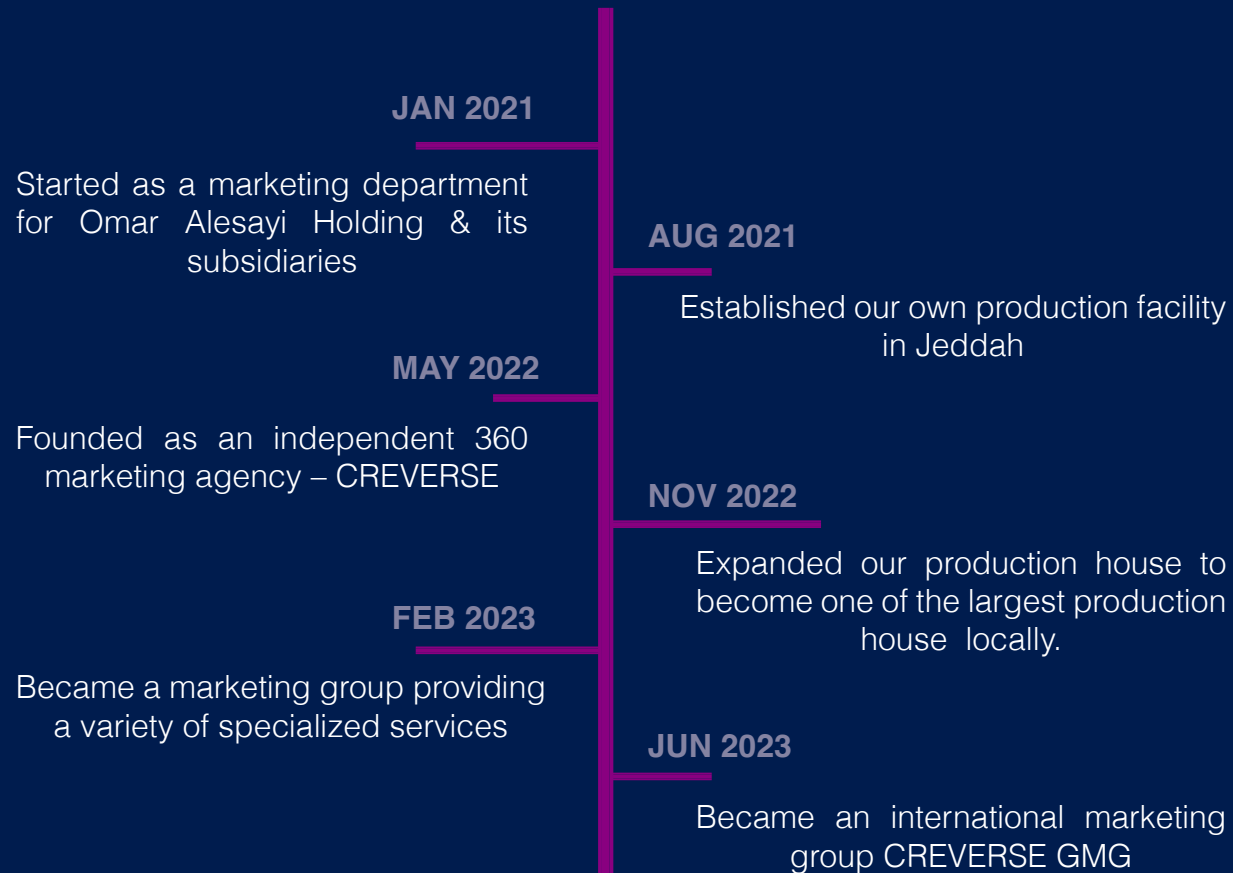 JAN 2021
Started as a marketing department
for Omar Alesayi Holding & its
subsidiaries
AUG 2021
Established our own production facility
in Jeddah
MAY 2022
Founded as an independent 360
marketing agency – CREVERSE
NOV 2022
Expanded our production house to
become one of the largest production
house locally.
FEB 2023
Became a marketing group providing
a variety of specialized services
JUN 2023
Became an international marketing
group CREVERSE GMG